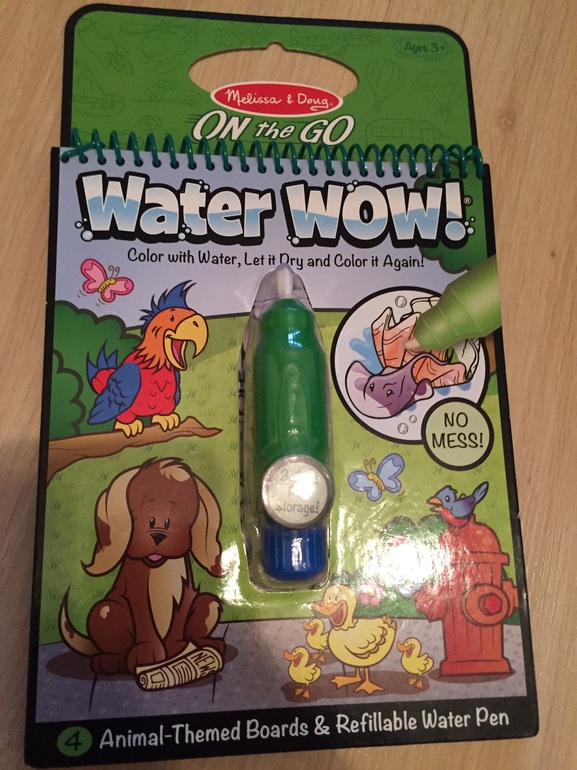 Ages 3+
Melissa & Doug®
ON the GO
Water WOW!®
Color with Water, Let it Dry and Color it Again!
NO
MESS!
Storage!
NEW
4 Animal-Themed Boards & Refillable Water Pen